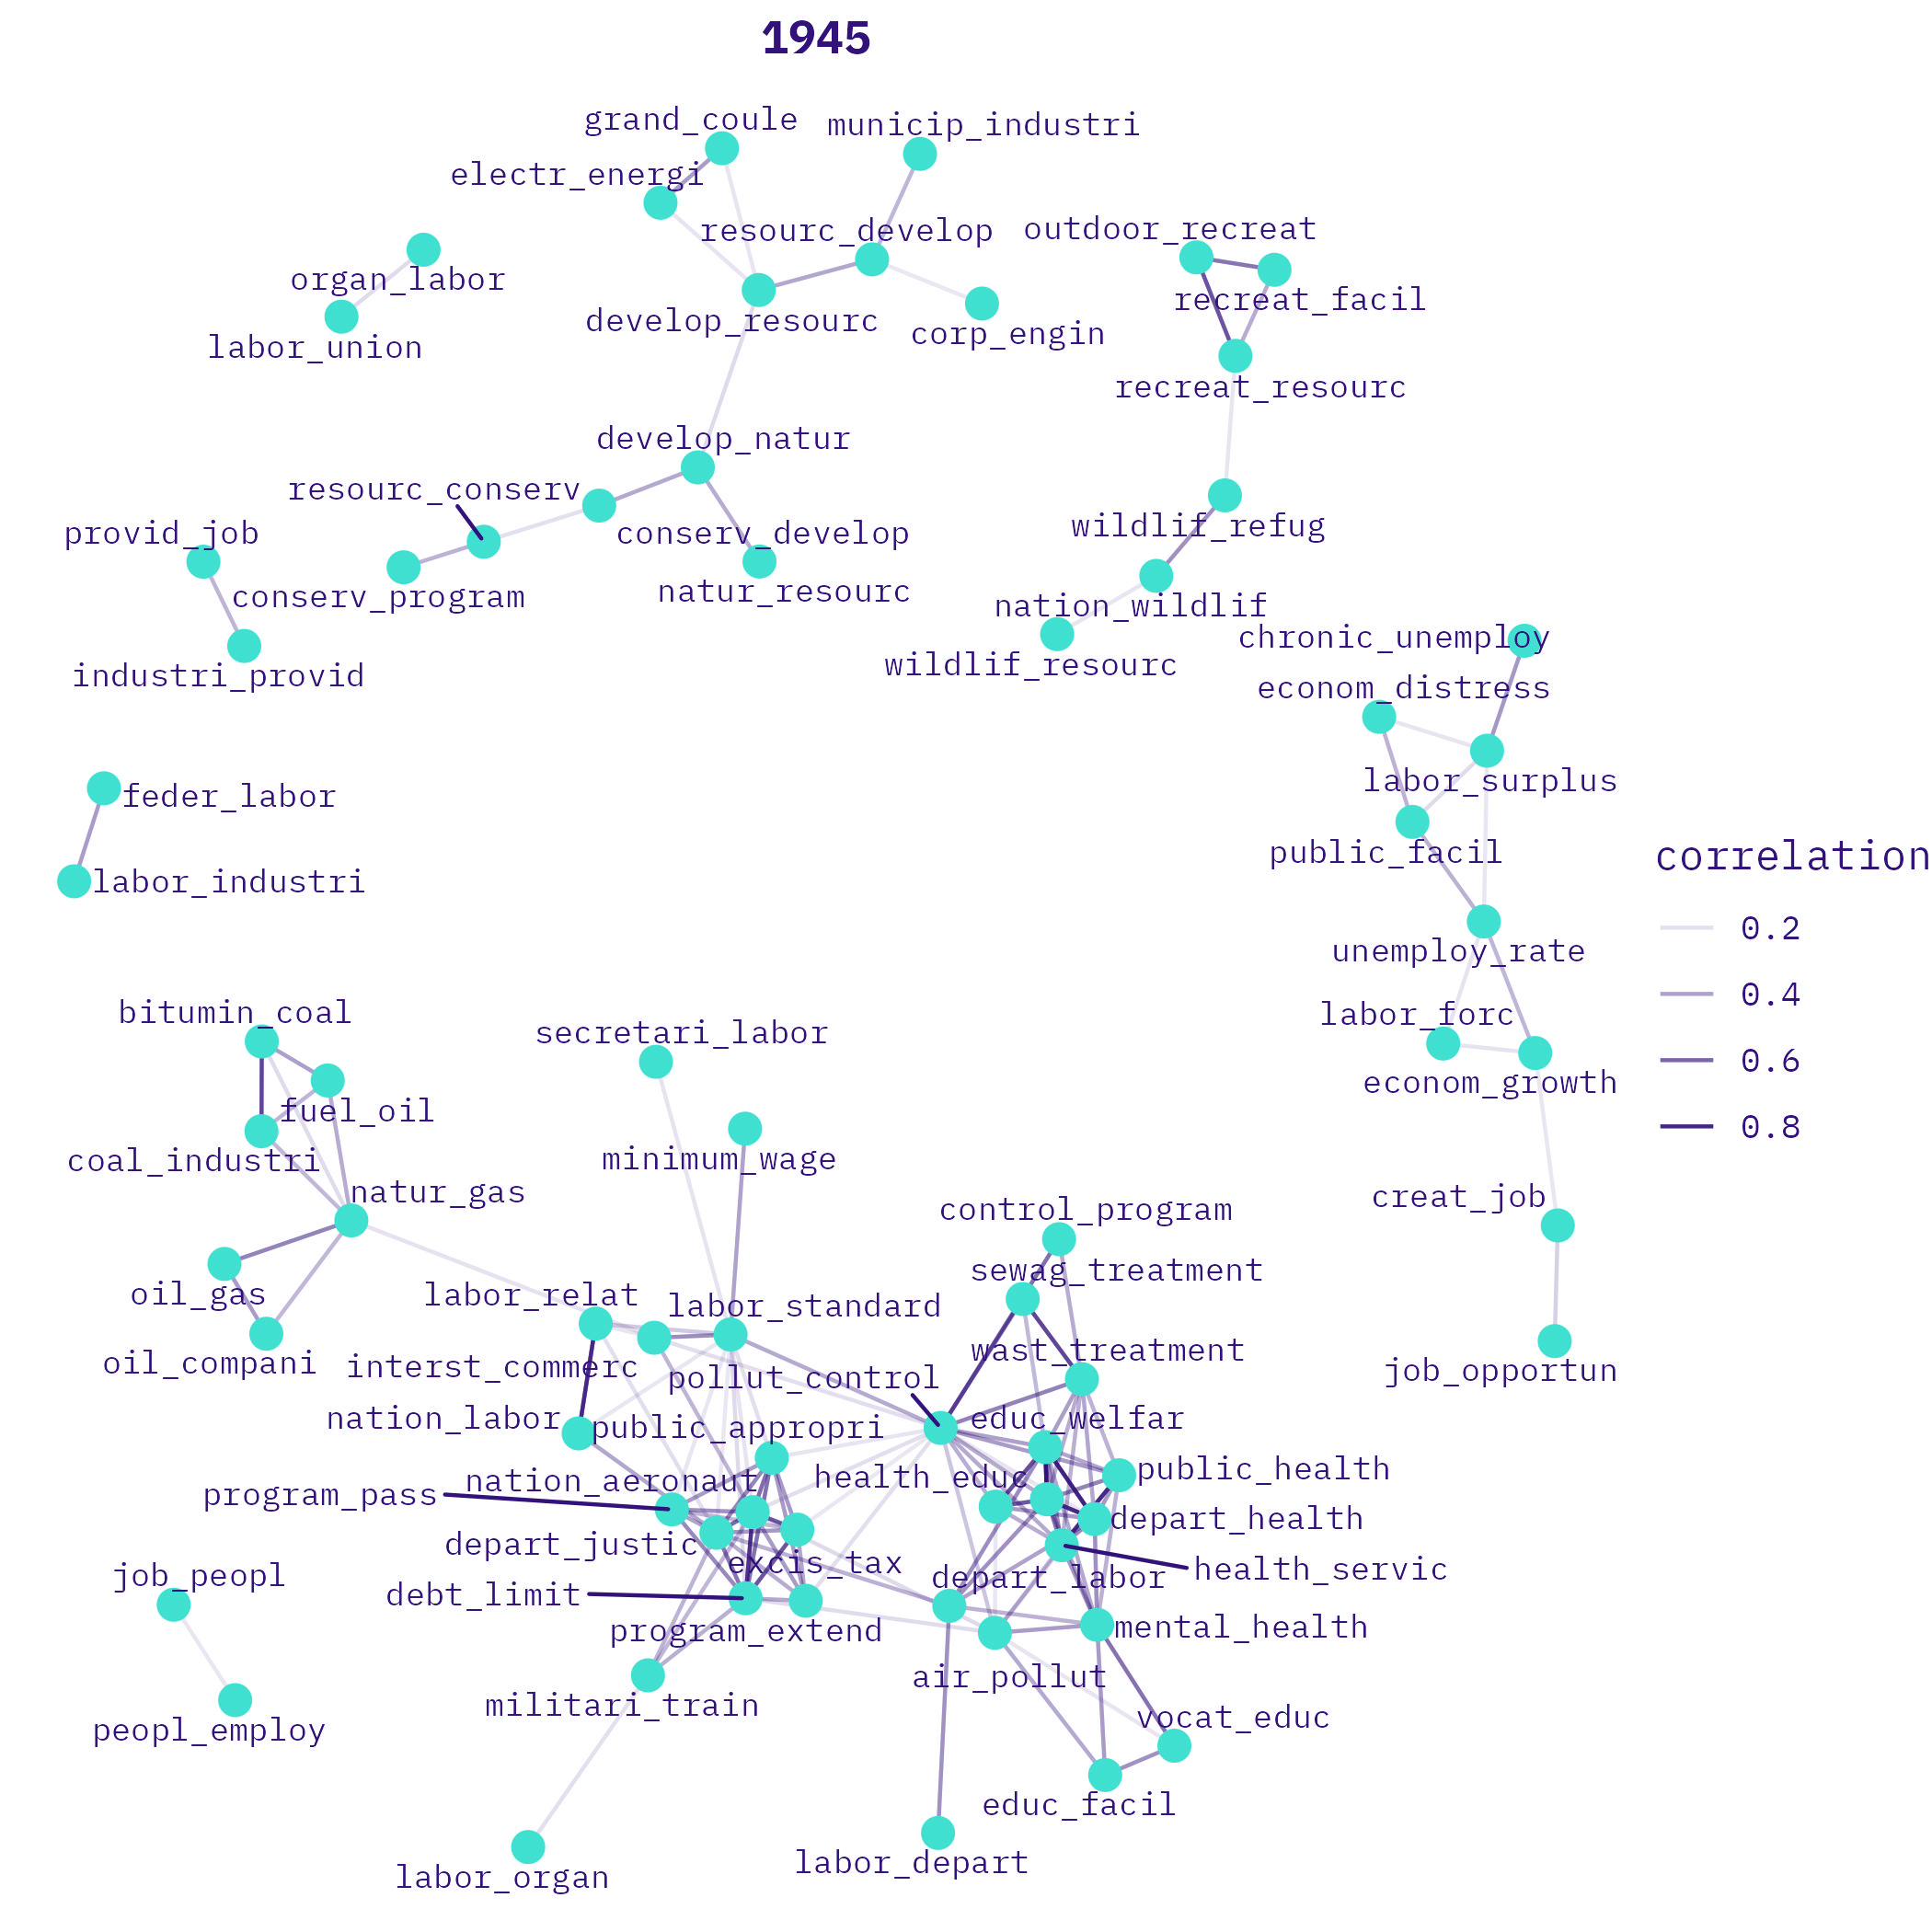 1945
grand_coule
municip_industri
electr_energi
resourc_develop
outdoor_recreat
organ_labor
recreat_facil
develop_resourc
corp_engin
labor_union
recreat_resourc
develop_natur
resourc_conserv
wildlif_refug
provid_job
conserv_develop
conserv_program
natur_resourc
nation_wildlif
chronic_unemploy
industri_provid
wildlif_resourc
econom_distress
feder_labor
labor_surplus
public_facil
labor_industri
unemploy_rate
bitumin_coal
secretari_labor
labor_forc
fuel_oil
econom_growth
coal_industri
minimum_wage
natur_gas
creat_job
control_program
sewag_treatment
oil_gas
labor_relat
labor_standard
oil_compani
interst_commerc
wast_treatment
pollut_control
job_opportun
nation_labor
public_appropri
educ_welfar
program_pass
nation_aeronaut
health_educ
public_health
depart_justic
depart_health
excis_tax
job_peopl
debt_limit
depart_labor
health_servic
program_extend
mental_health
air_pollut
militari_train
peopl_employ
vocat_educ
educ_facil
labor_organ
labor_depart
correlation
0.2
0.4
0.6
0.8